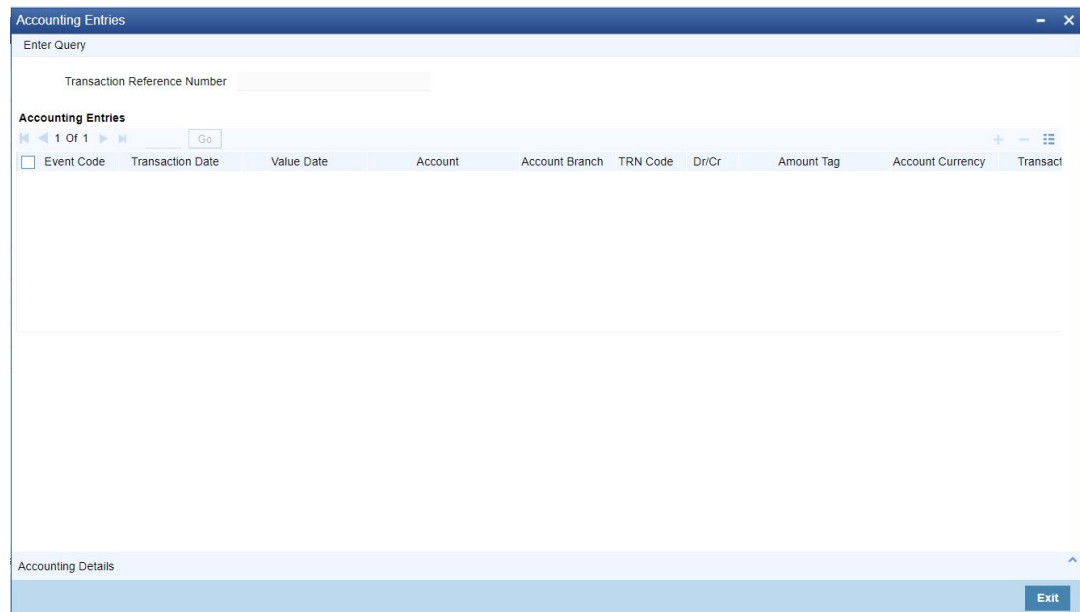 Accounting Entries
Enter Query
Transaction Reference Number
Accounting Entries
1 Of 1 Go
Event Code Transaction Date Value Date Account Account Branch TRN Code Dr/Cr Amount Tag Account Currency Transact
Accounting Details
Exit